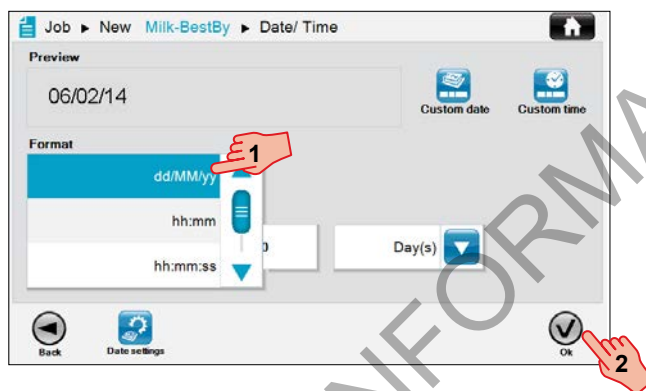 Job ▶ New Milk-BestBy ▶ Date/ Time
Preview
06/02/14
Custom date
Custom time
Format
dd/MM/yy
1
hh:mm
0
Day(s)
hh:mm:ss
Back
Date settings
Ok
2
INFORMA